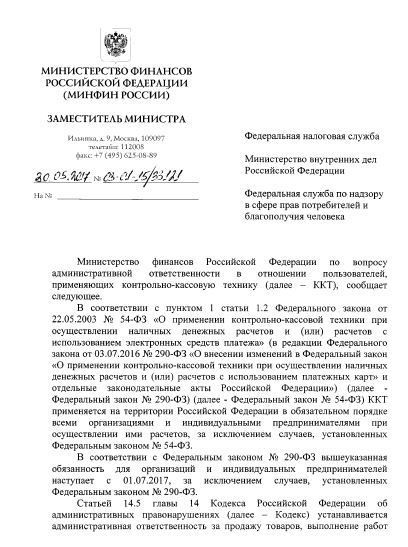 МИНИСТЕРСТВО ФИНАНСОВ
РОССИЙСКОЙ ФЕДЕРАЦИИ
(МИНФИН РОССИИ)
ЗАМЕСТИТЕЛЬ МИНИСТРА
Ильинка, д. 9, Москва, 109097
телетайп: 112008
факс: +7 (495) 625-08-89
№ 03-01-15/33121
На №
Федеральная налоговая служба
Министерство внутренних дел
Российской Федерации
Федеральная служба по надзору
в сфере прав потребителей и
благополучия человека
Министерство финансов Российской Федерации по вопросу
административной ответственности в отношении пользователей,
применяющих контрольно-кассовую технику (далее – ККТ), сообщает
следующее.
В соответствии с пунктом 1 статьи 1.2 Федерального закона от
22.05.2003 № 54-ФЗ «О применении контрольно-кассовой техники при
осуществлении наличных денежных расчетов и (или) расчетов с
использованием электронных средств платежа» (в редакции Федерального
закона от 03.07.2016 № 290-ФЗ «О внесении изменений в Федеральный закон
«О применении контрольно-кассовой техники при осуществлении наличных
денежных расчетов и (или) расчетов с использованием платежных карт» и
отдельные законодательные акты Российской Федерации») (далее -
Федеральный закон № 290-ФЗ) (далее - Федеральный закон № 54-ФЗ) ККТ
применяется на территории Российской Федерации в обязательном порядке
всеми организациями и индивидуальными предпринимателями при
осуществлении ими расчетов, за исключением случаев, установленных
Федеральным законом № 54-ФЗ.
В соответствии с Федеральным законом № 290-ФЗ вышеуказанная
обязанность для организаций и индивидуальных предпринимателей
наступает с 01.07.2017, за исключением случаев, установленных
Федеральным законом № 290-ФЗ.
Статьей 14.5 главы 14 Кодекса Российской Федерации об
административных правонарушениях (далее – Кодекс) устанавливается
административная ответственность за продажу товаров, выполнение работ